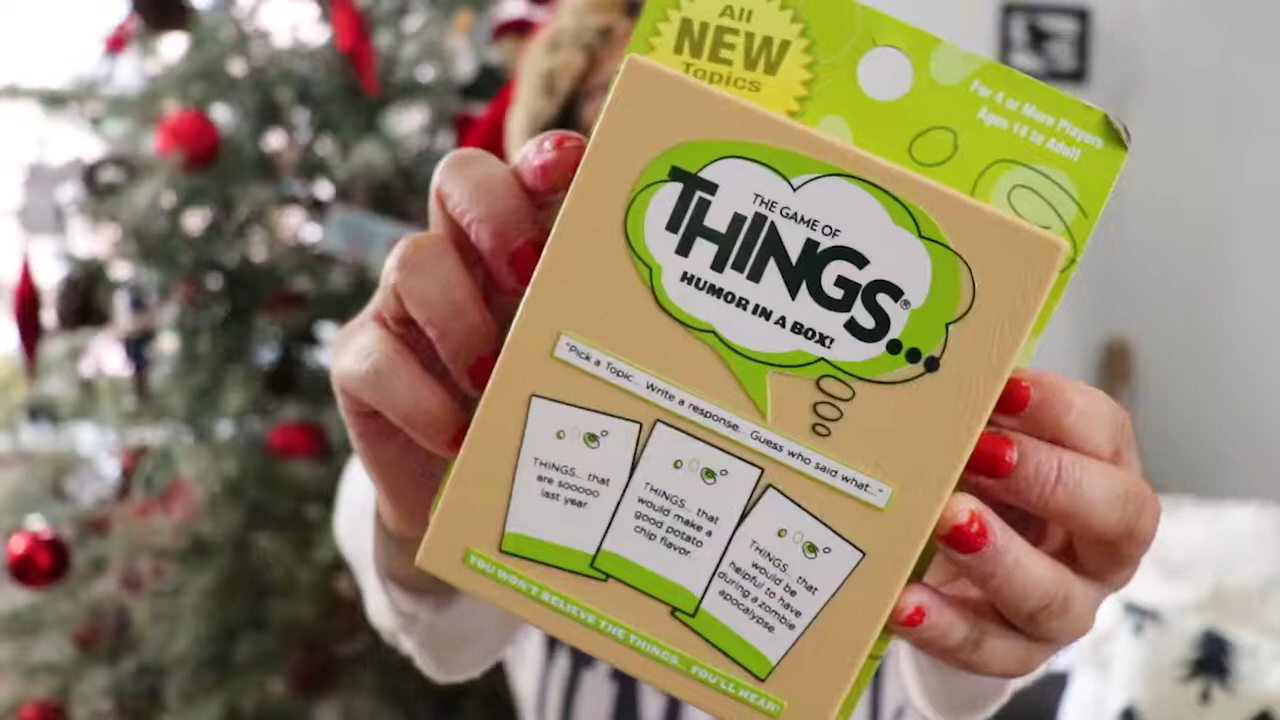 All
NEW
Topics
For 4 or More Players
Ages 14 to Adult
THE GAME OF
THINGS®...
HUMOR IN A BOX!
"Pick a Topic... Write a response... Guess who said what..."
THINGS... that
are sooooo
last year
THINGS... that
would make a
good potato
chip flavor.
THINGS... that
would be
helpful to have
during a zombie
apocalypse.
YOU WON'T BELIEVE THE THINGS... YOU'LL HEAR!